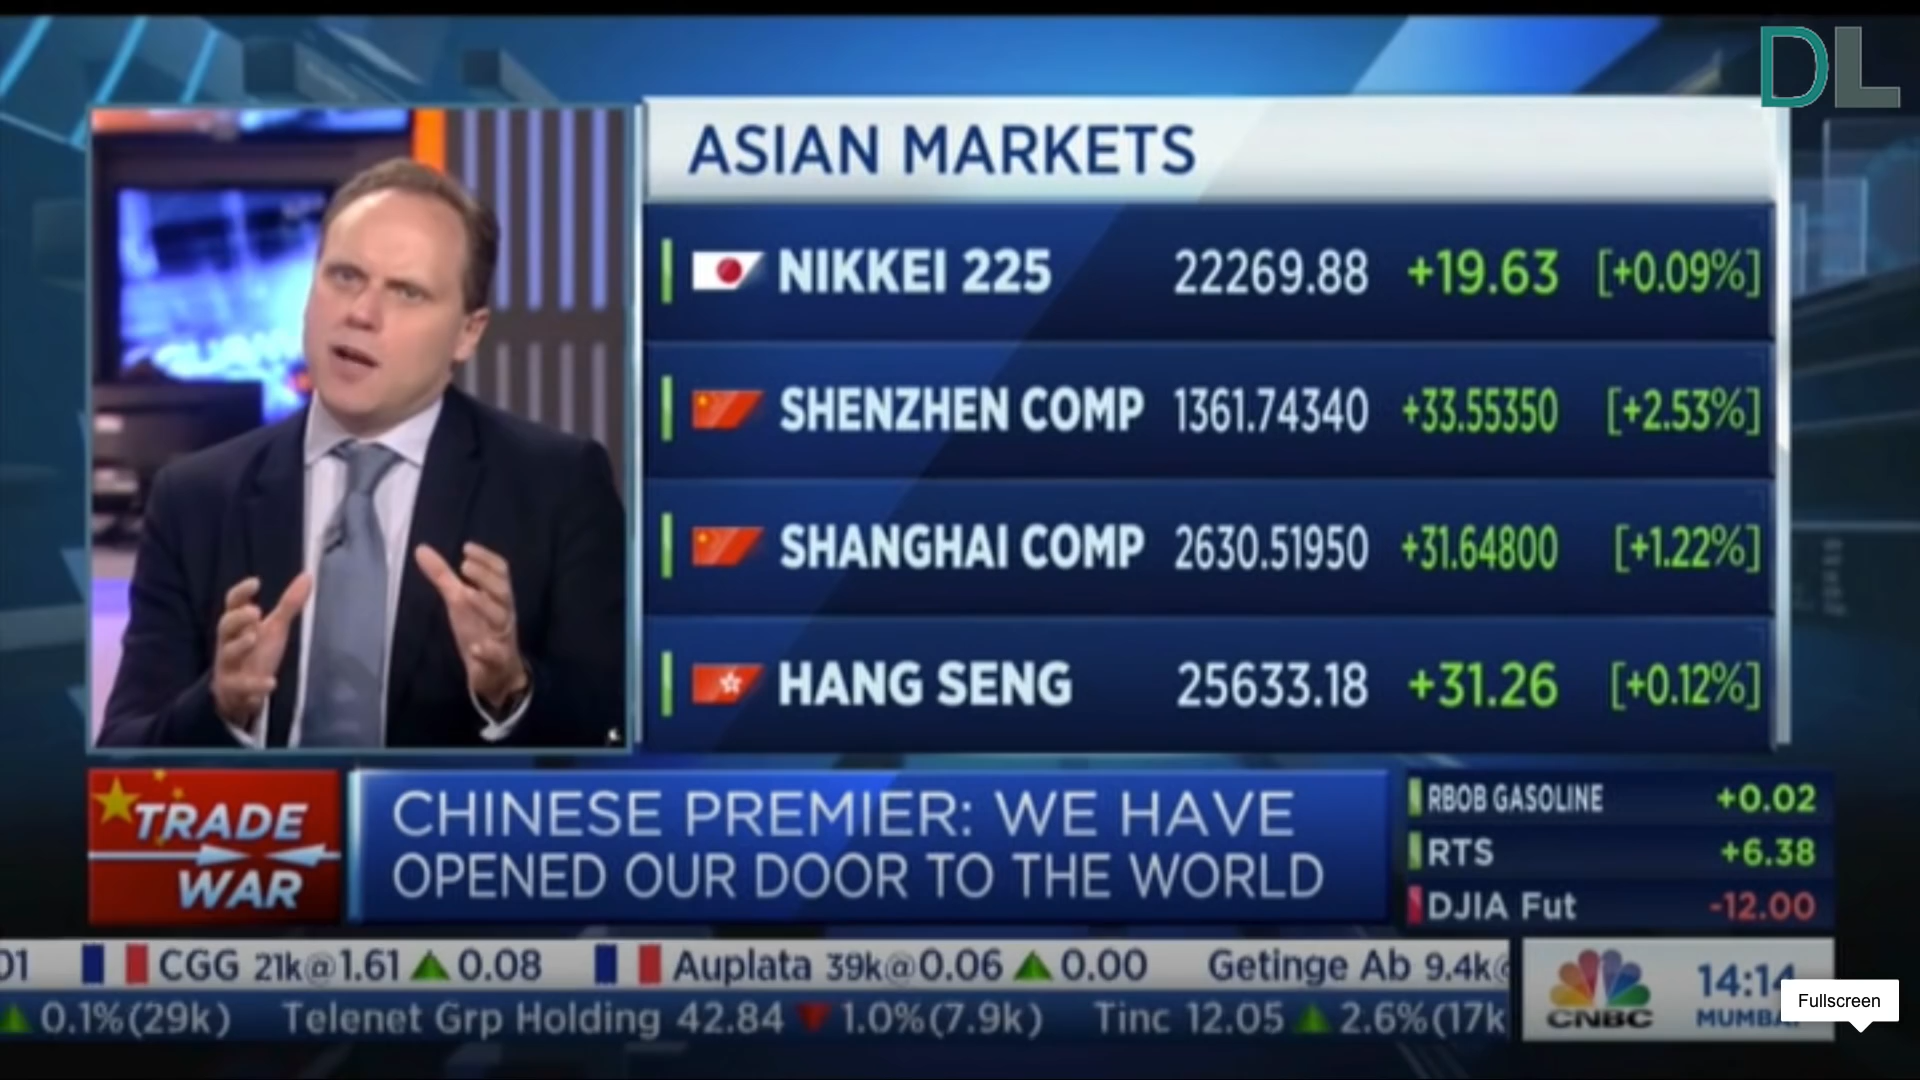 DL
ASIAN MARKETS
NIKKEI 225 22269.88 +19.63 [+0.09%]
SHENZHEN COMP 1361.74340 +33.55350 [+2.53%]
SHANGHAI COMP 2630.51950 +31.64800 [+1.22%]
HANG SENG 25633.18 +31.26 [+0.12%]
TRADE
WAR
CHINESE PREMIER: WE HAVE
OPENED OUR DOOR TO THE WORLD
RBOB GASOLINE +0.02
RTS +6.38
DJIA Fut -12.00
01 CGG 21k@1.61 ▲ 0.08 Auplata 39k@0.06 ▲ 0.00 Getinge Ab 9.4k@
▲ 0.1%(29k) Telenet Grp Holding 42.84 ▼ 1.0%(7.9k) Tinc 12.05 ▲ 2.6%(17k
CNBC
14:14
MUMBAI
Fullscreen